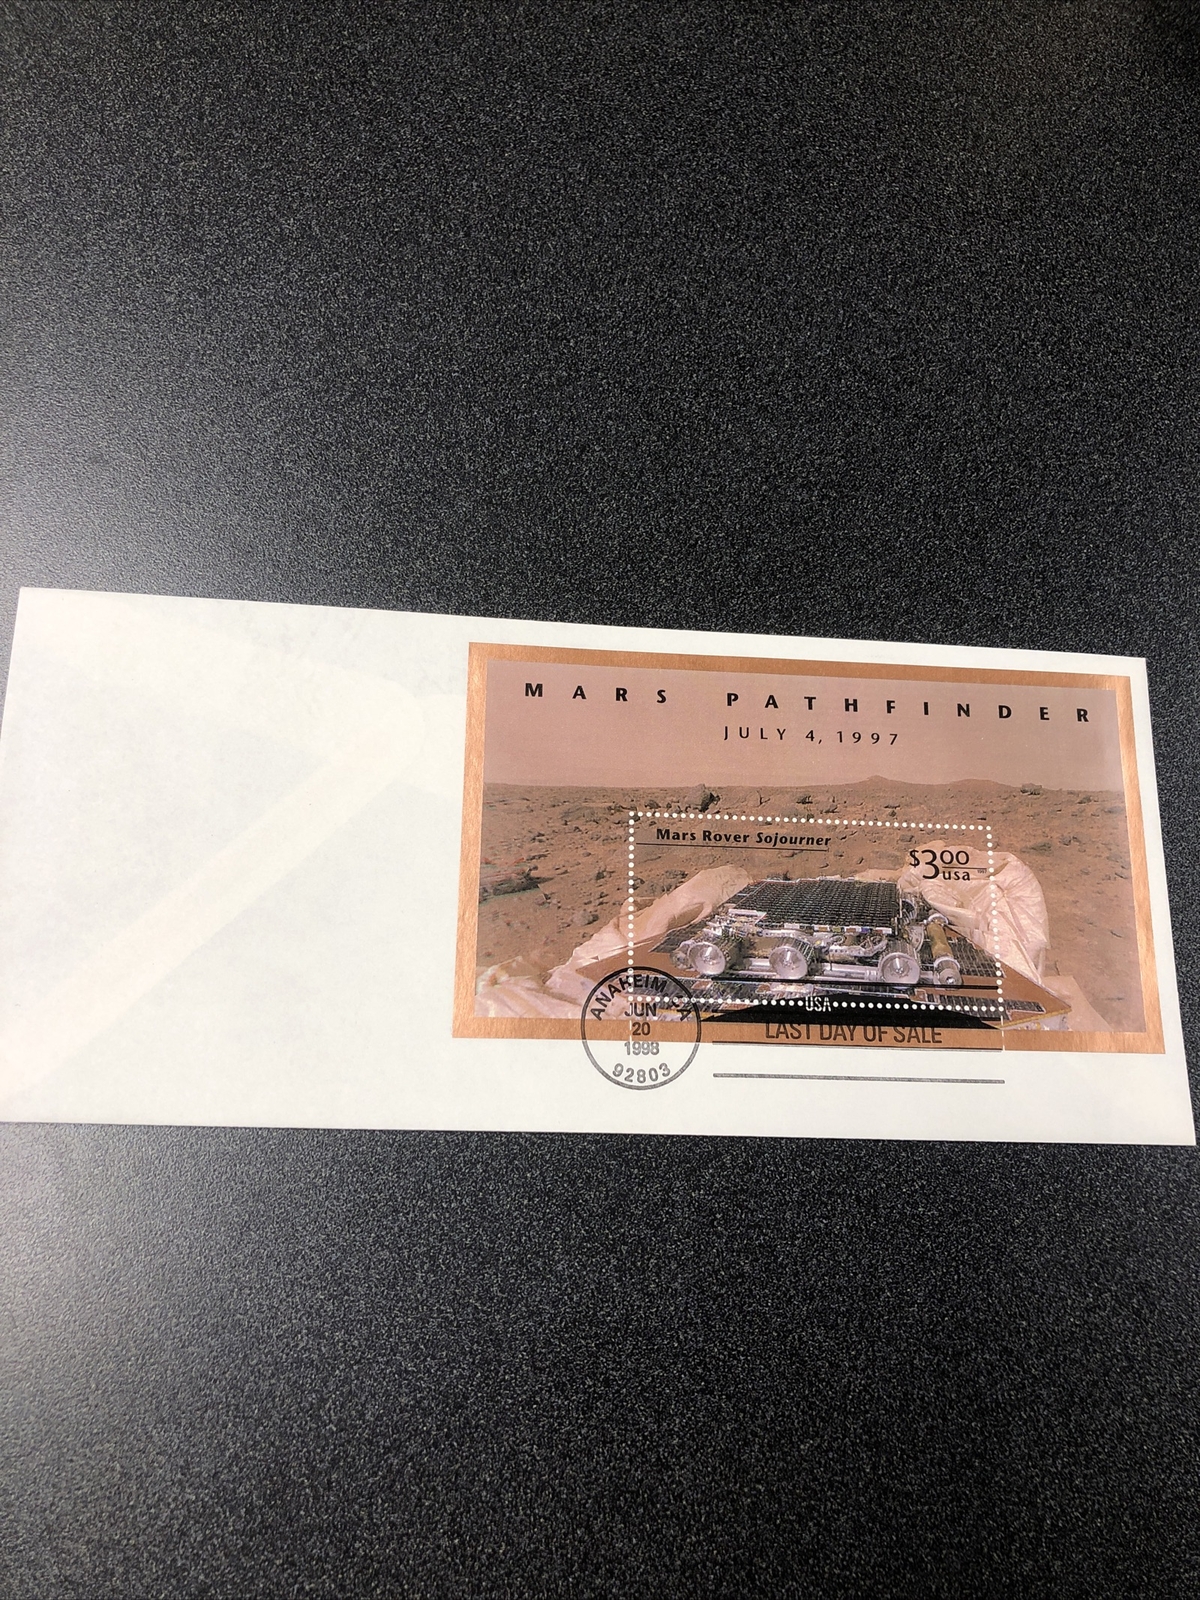 MARS PATHFINDER
JULY 4, 1997
Mars Rover Sojourner
$3.00
usa
USA
ANAHEIM, CA
JUN
20
1998
92803
LAST DAY OF SALE